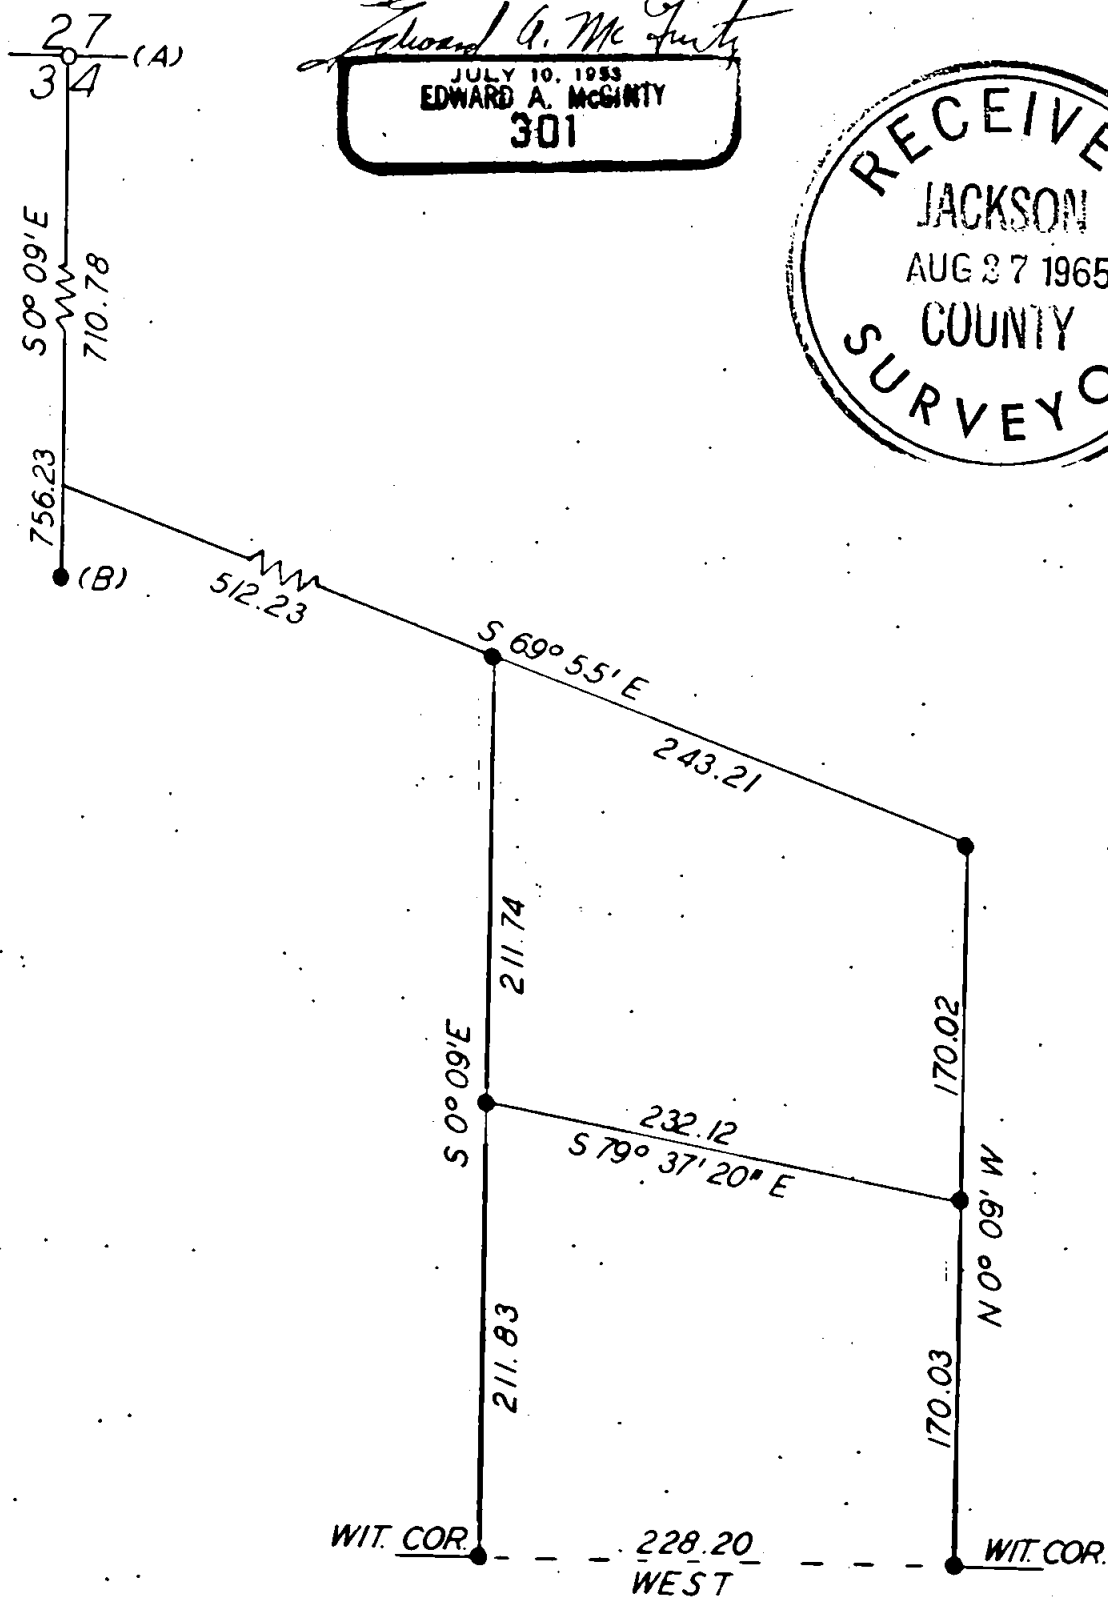 27
34
(A)
Edward A. McGinty
JULY 10, 1953
EDWARD A. McGINTY
301
RECEIVE
JACKSON
AUG 27 1965
COUNTY
SURVEYO
S 0° 09' E
710.78
756.23
(B)
512.23
S 69° 55' E
243.21
211.74
S 0° 09' E
170.02
232.12
S 79° 37' 20" E
N 0° 09' W
211.83
170.03
WIT. COR.
228.20
WEST
WIT. COR.